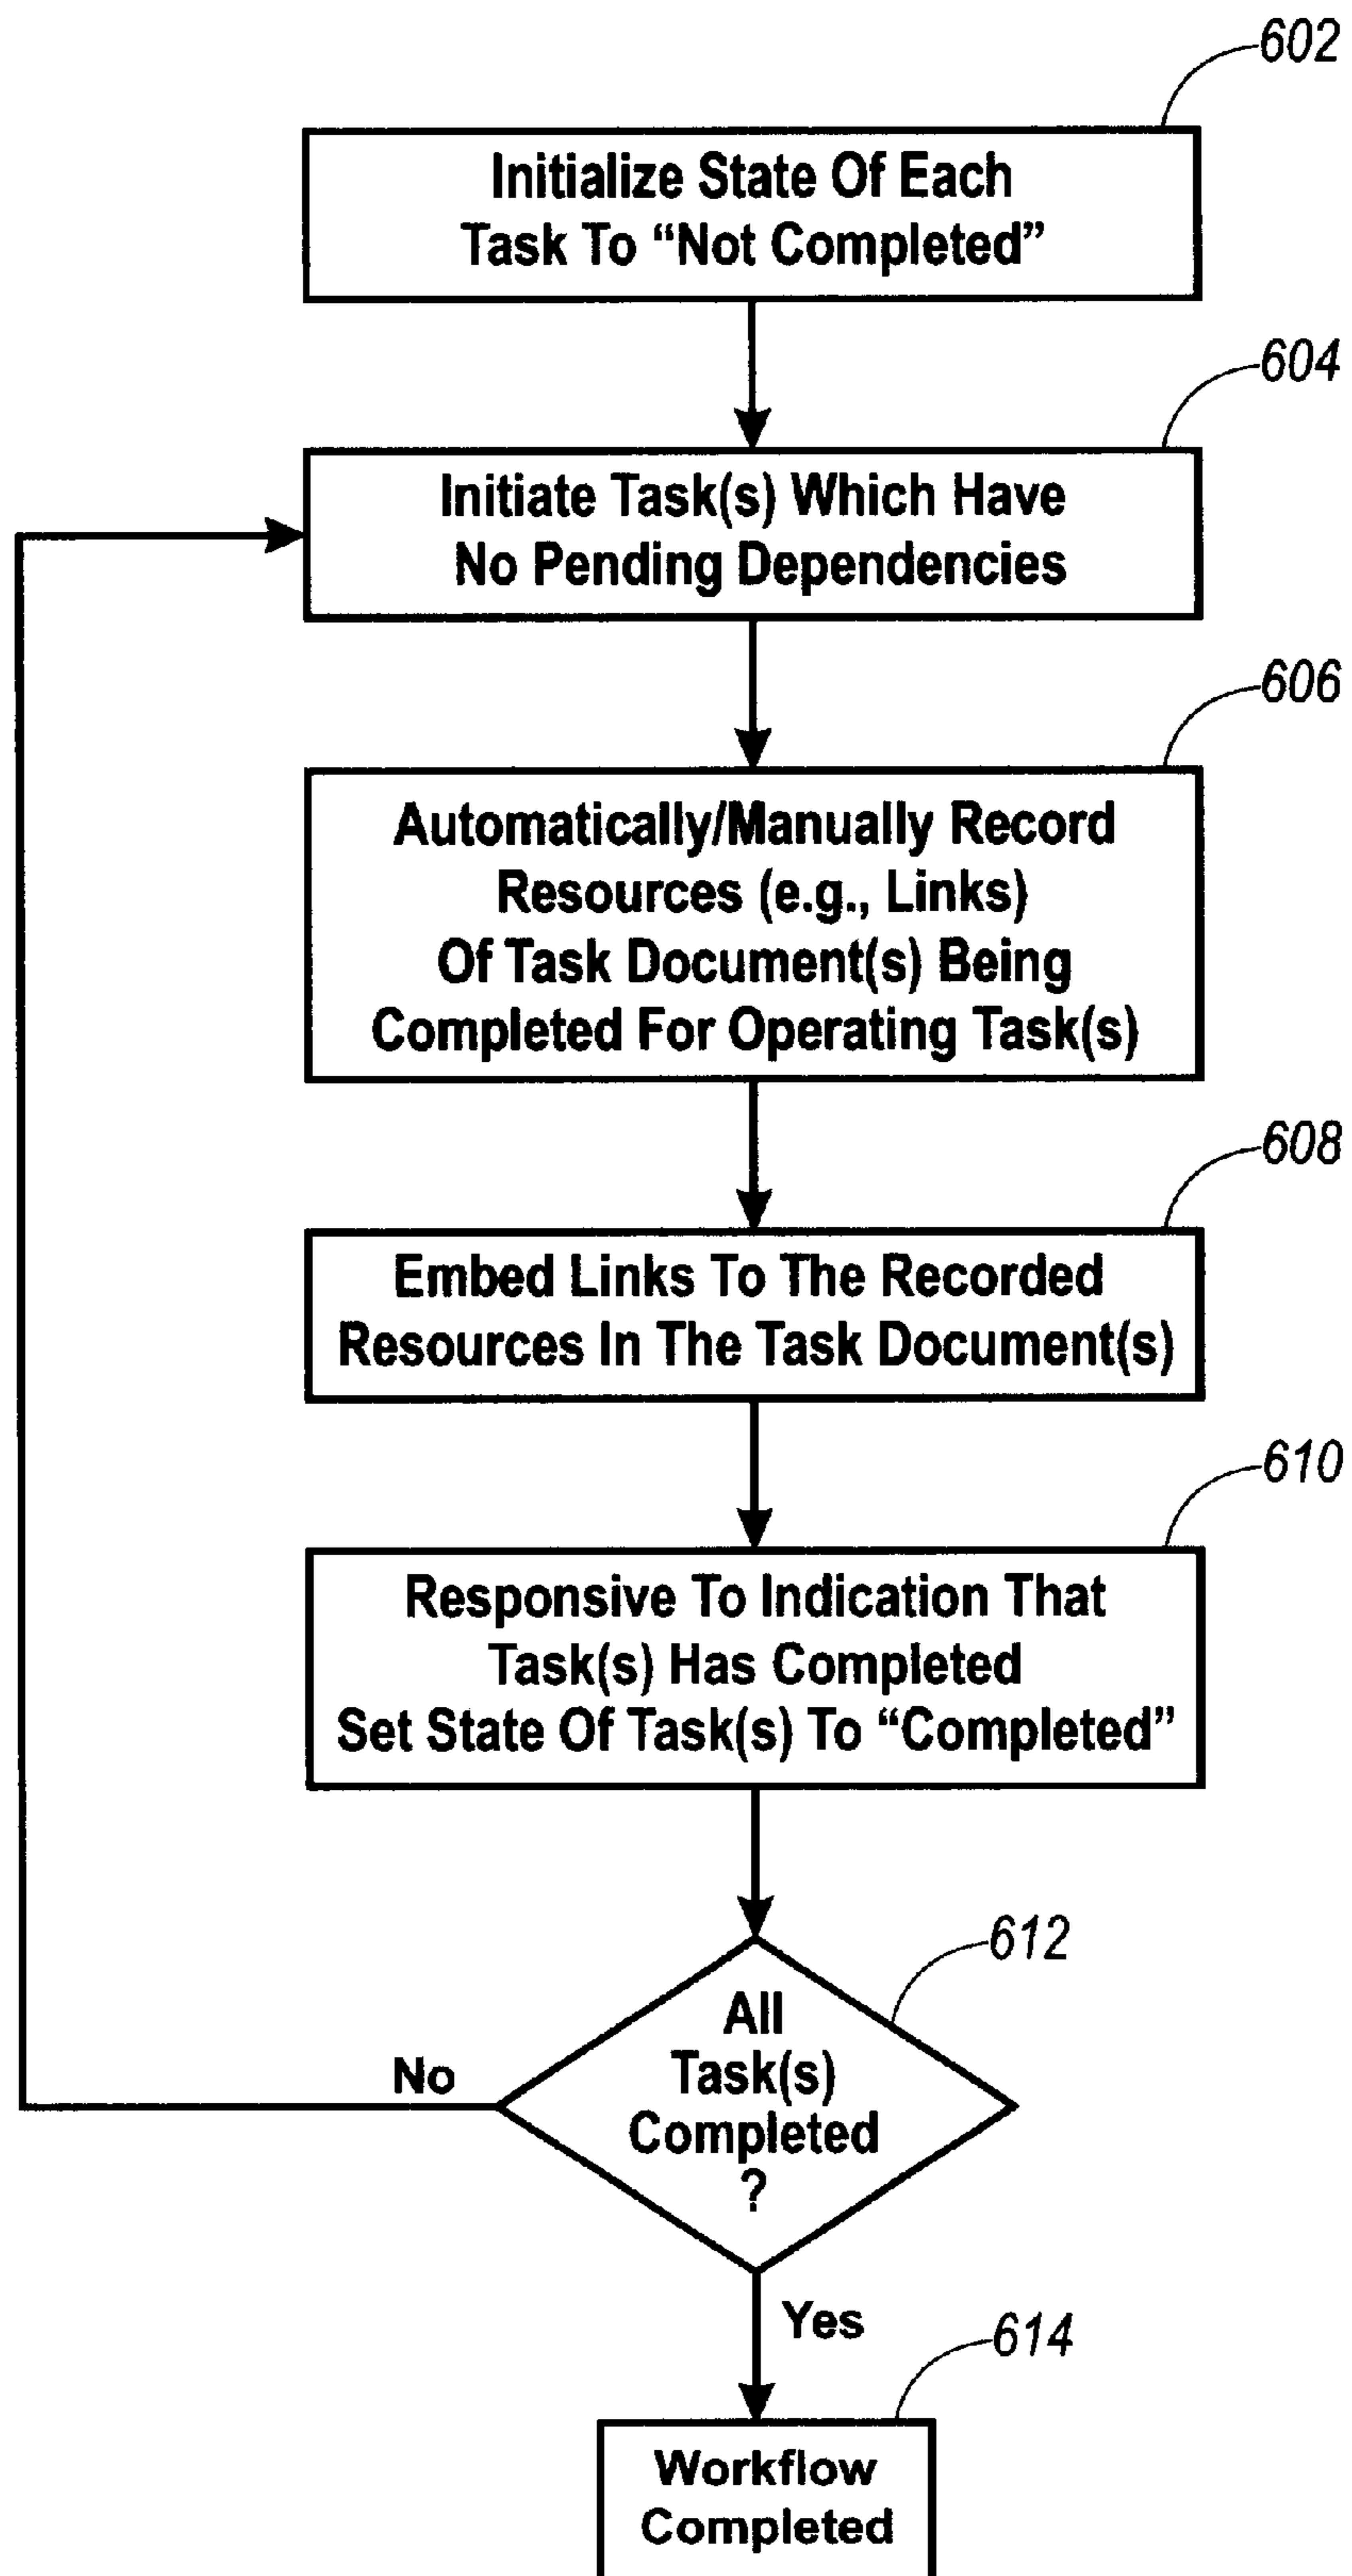 602
Initialize State Of Each
Task To “Not Completed”
604
Initiate Task(s) Which Have
No Pending Dependencies
606
Automatically/Manually Record
Resources (e.g., Links)
Of Task Document(s) Being
Completed For Operating Task(s)
608
Embed Links To The Recorded
Resources In The Task Document(s)
610
Responsive To Indication That
Task(s) Has Completed
Set State Of Task(s) To “Completed”
612
All
Task(s)
Completed
?
No
Yes
614
Workflow
Completed